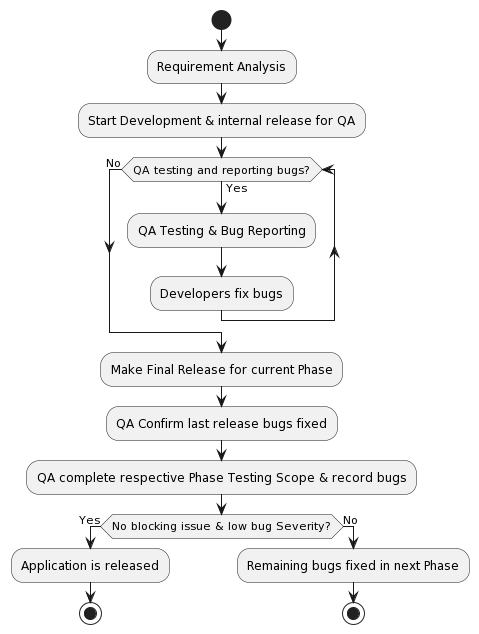 Requirement Analysis
Start Development & internal release for QA
No
QA testing and reporting bugs?
Yes
QA Testing & Bug Reporting
Developers fix bugs
Make Final Release for current Phase
QA Confirm last release bugs fixed
QA complete respective Phase Testing Scope & record bugs
Yes
No blocking issue & low bug Severity?
No
Application is released
Remaining bugs fixed in next Phase